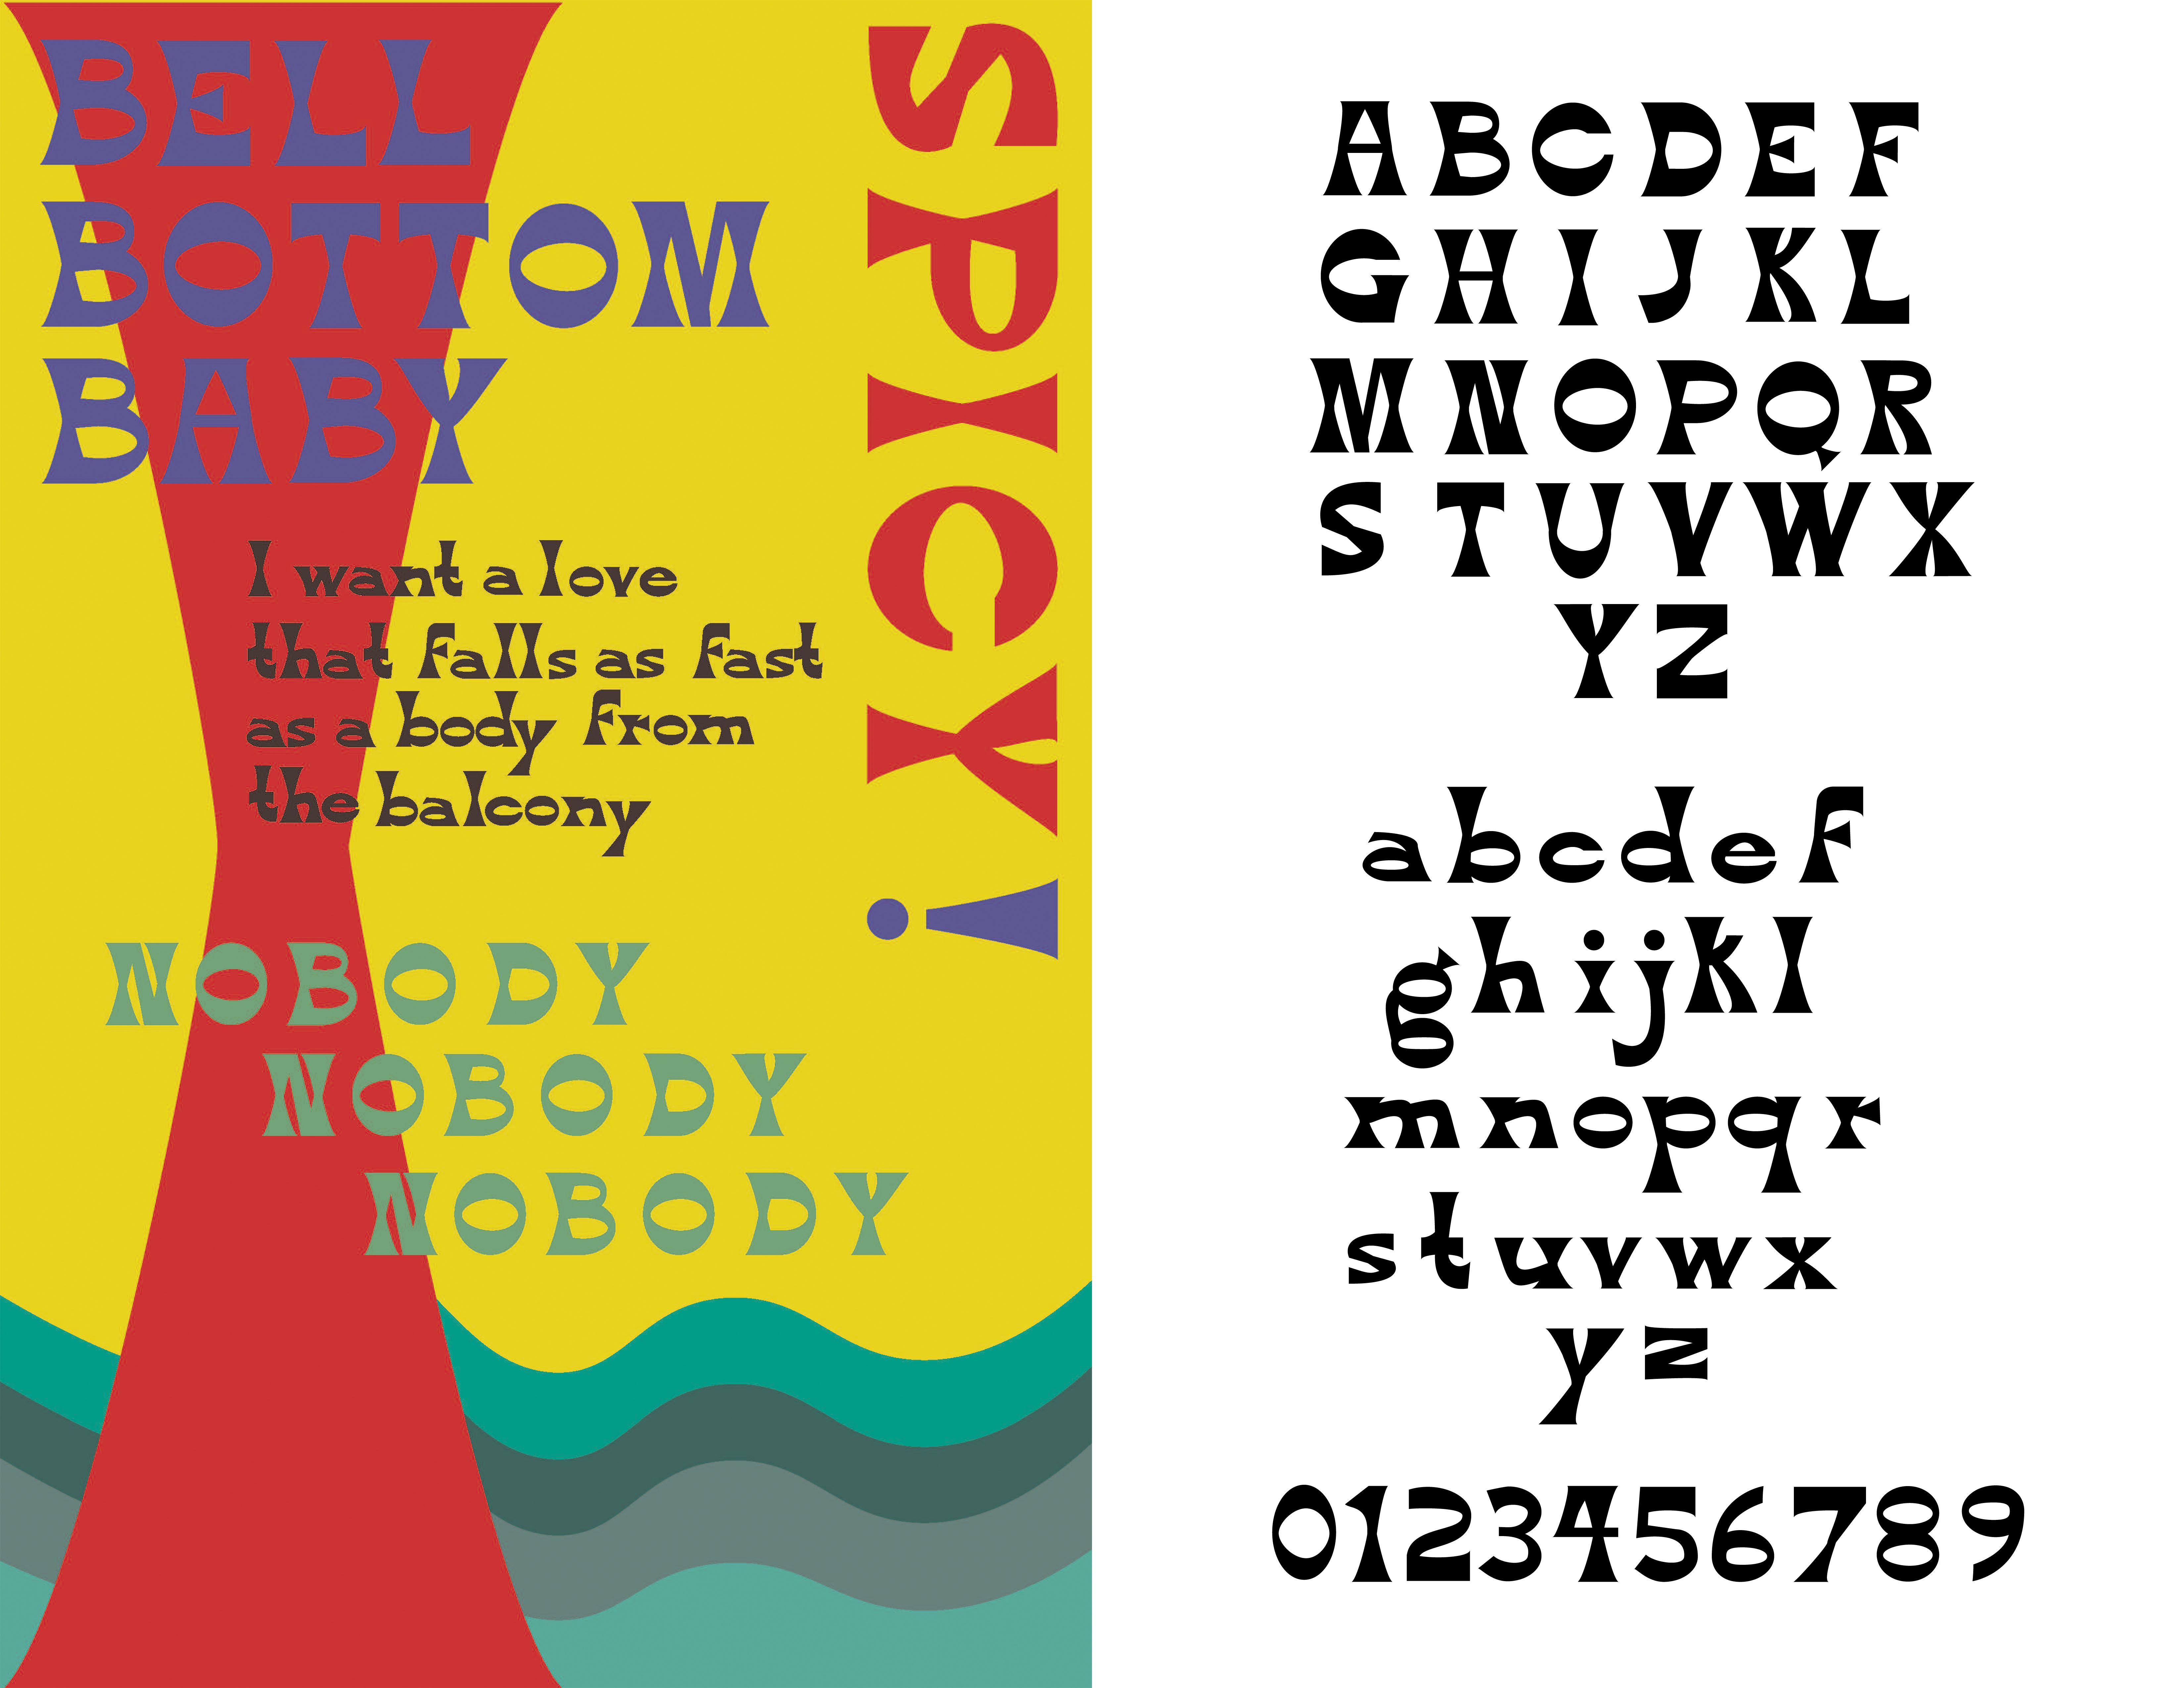 BELL
BOTTOM
BABY
I want a love
that falls as fast
as a body from
the balcony
NOBODY
NOBODY
NOBODY
SPICY!
ABCDEF
GHIJKL
MNOPQR
STUVWX
YZ
abcdef
ghijkl
mnopqr
stuvwx
yz
0123456789